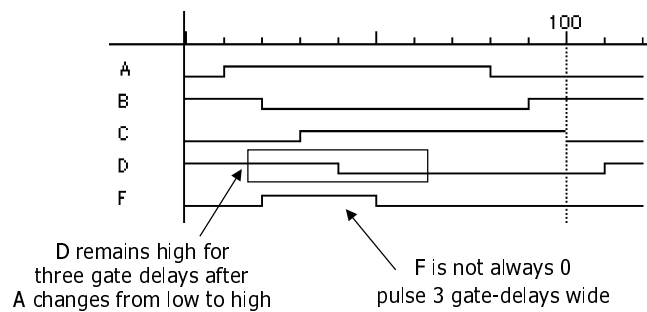 100
A
B
C
D
F
D remains high for
three gate delays after
A changes from low to high
F is not always 0
pulse 3 gate-delays wide